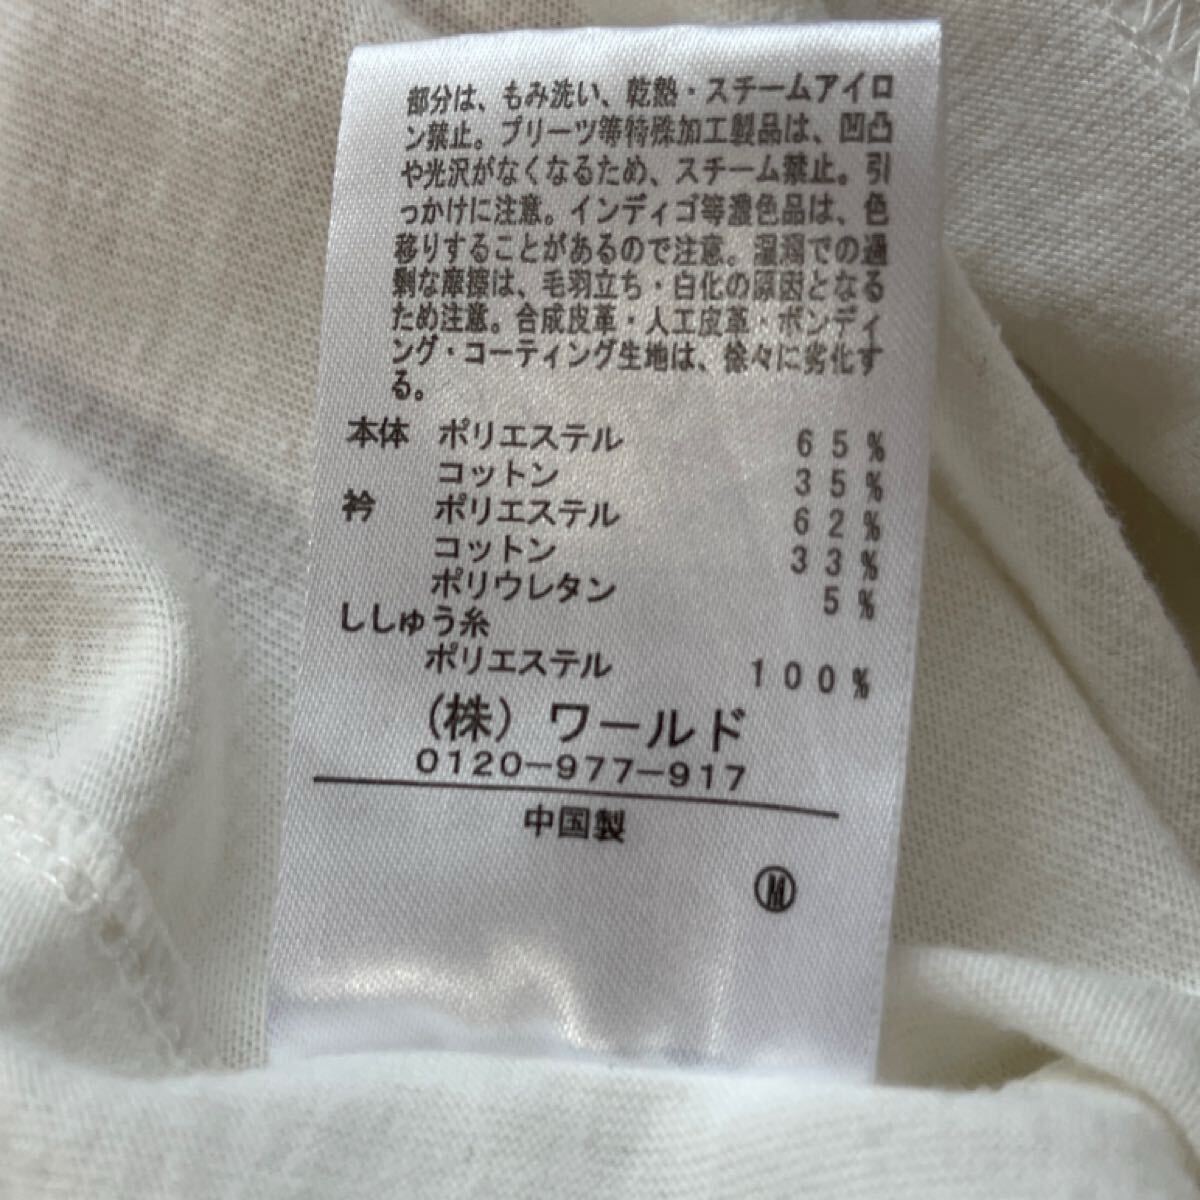 部分は、もみ洗い、乾熱・スチームアイロ
ン禁止。プリーツ等特殊加工製品は、凹凸
や光沢がなくなるため、スチーム禁止。引
っかけに注意。インディゴ等濃色品は、色
移りすることがあるので注意。湿潤での過
剰な摩擦は、毛羽立ち・白化の原因となる
ため注意。合成皮革・人工皮革・ボンディ
ング・コーティング生地は、徐々に劣化す
る。
本体 ポリエステル 65%
コットン 35%
衿 ポリエステル 62%
コットン 33%
ポリウレタン 5%
ししゅう糸
ポリエステル 100%
(株)ワールド
0120-977-917
中国製
M